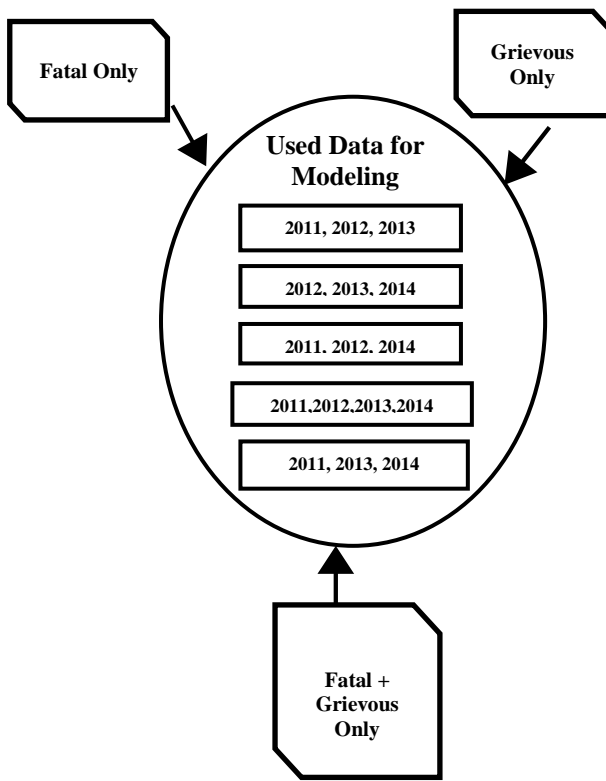 Fatal Only
Grievous
Only
Used Data for
Modeling
2011, 2012, 2013
2012, 2013, 2014
2011, 2012, 2014
2011,2012,2013,2014
2011, 2013, 2014
Fatal +
Grievous
Only